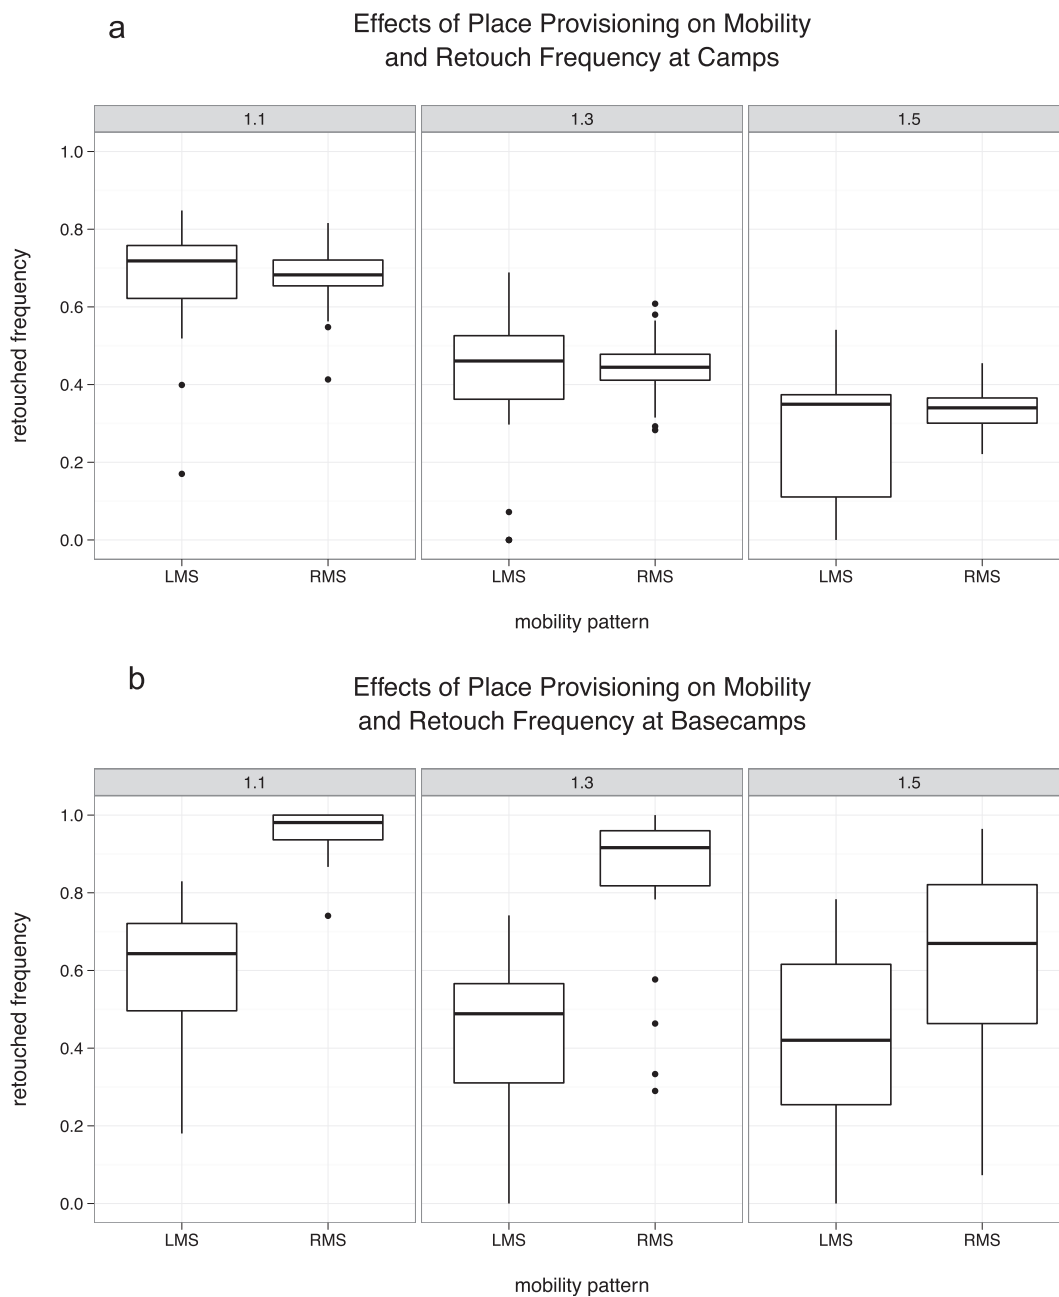 a
Effects of Place Provisioning on Mobility
and Retouch Frequency at Camps
1.1 1.3 1.5
retouched frequency
1.0
0.8
0.6
0.4
0.2
0.0
LMS RMS LMS RMS LMS RMS
mobility pattern
b
Effects of Place Provisioning on Mobility
and Retouch Frequency at Basecamps
1.1 1.3 1.5
retouched frequency
1.0
0.8
0.6
0.4
0.2
0.0
LMS RMS LMS RMS LMS RMS
mobility pattern